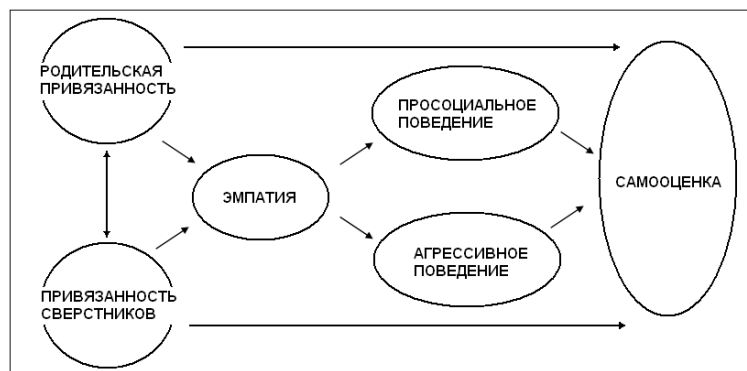 РОДИТЕЛЬСКАЯ
ПРИВЯЗАННОСТЬ
ПРОСОЦИАЛЬНОЕ
ПОВЕДЕНИЕ
ЭМПАТИЯ
САМООЦЕНКА
АГРЕССИВНОЕ
ПОВЕДЕНИЕ
ПРИВЯЗАННОСТЬ
СВЕРСТНИКОВ